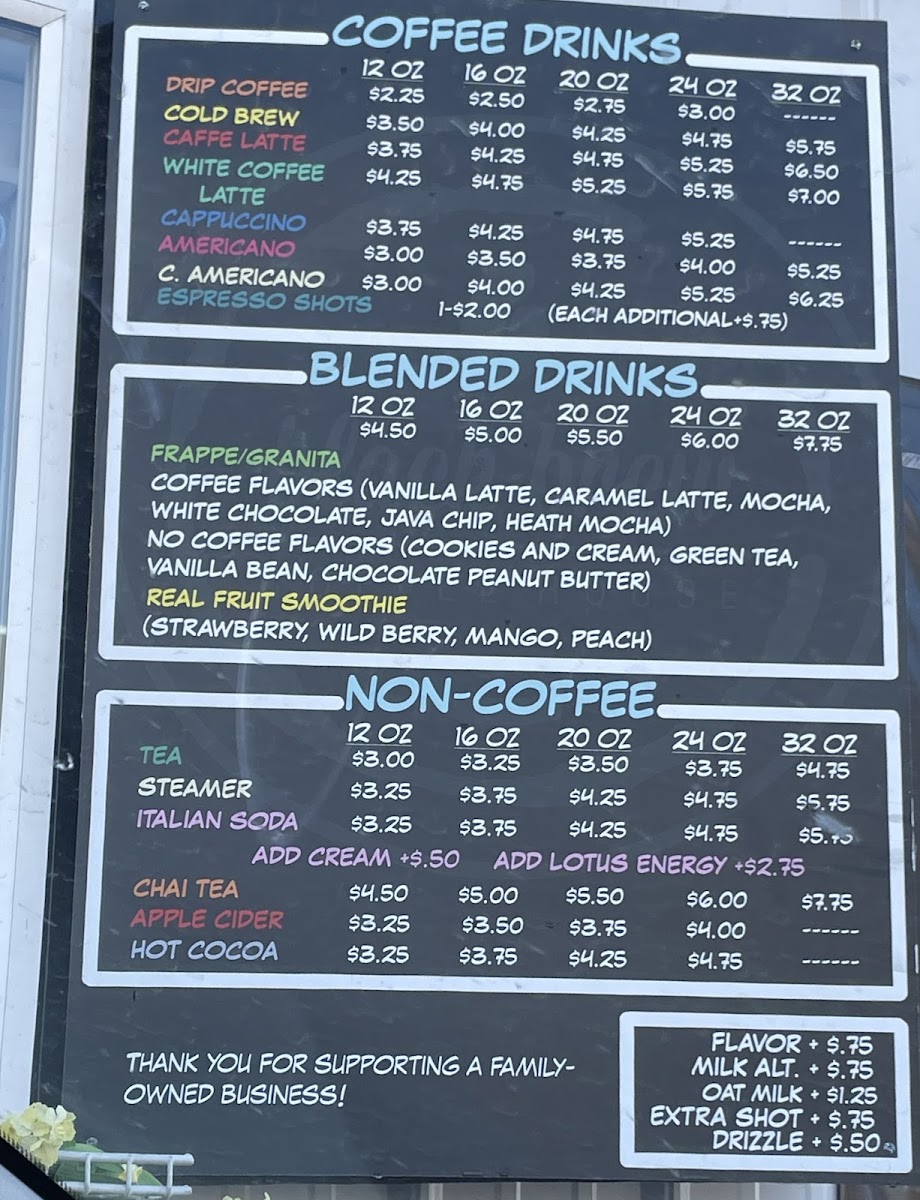 COFFEE DRINKS
12 OZ 16 OZ 20 OZ 24 OZ 32 OZ
DRIP COFFEE $2.25 $2.50 $2.75 $3.00 ------
COLD BREW $3.50 $4.00 $4.25 $4.75 $5.75
CAFFE LATTE $3.75 $4.25 $4.75 $5.25 $6.50
WHITE COFFEE $4.25 $4.75 $5.25 $5.75 $7.00
LATTE
CAPPUCCINO $3.75 $4.25 $4.75 $5.25 ------
AMERICANO $3.00 $3.50 $3.75 $4.00 $5.25
C. AMERICANO $3.00 $4.00 $4.25 $5.25 $6.25
ESPRESSO SHOTS 1-$2.00 (EACH ADDITIONAL+$.75)
BLENDED DRINKS
12 OZ 16 OZ 20 OZ 24 OZ 32 OZ
$4.50 $5.00 $5.50 $6.00 $7.75
FRAPPE/GRANITA
COFFEE FLAVORS (VANILLA LATTE, CARAMEL LATTE, MOCHA,
WHITE CHOCOLATE, JAVA CHIP, HEATH MOCHA)
NO COFFEE FLAVORS (COOKIES AND CREAM, GREEN TEA,
VANILLA BEAN, CHOCOLATE PEANUT BUTTER)
REAL FRUIT SMOOTHIE
(STRAWBERRY, WILD BERRY, MANGO, PEACH)
NON-COFFEE
12 OZ 16 OZ 20 OZ 24 OZ 32 OZ
TEA $3.00 $3.25 $3.50 $3.75 $4.75
STEAMER $3.25 $3.75 $4.25 $4.75 $5.75
ITALIAN SODA $3.25 $3.75 $4.25 $4.75
ADD CREAM +$.50 ADD LOTUS ENERGY +$2.75
CHAI TEA $4.50 $5.00 $5.50 $6.00 $7.75
APPLE CIDER $3.25 $3.50 $3.75 $4.00 ------
HOT COCOA $3.25 $3.75 $4.25 $4.75 ------
THANK YOU FOR SUPPORTING A FAMILY-
OWNED BUSINESS!
FLAVOR + $.75
MILK ALT. + $.75
OAT MILK + $1.25
EXTRA SHOT + $.75
DRIZZLE + $.50